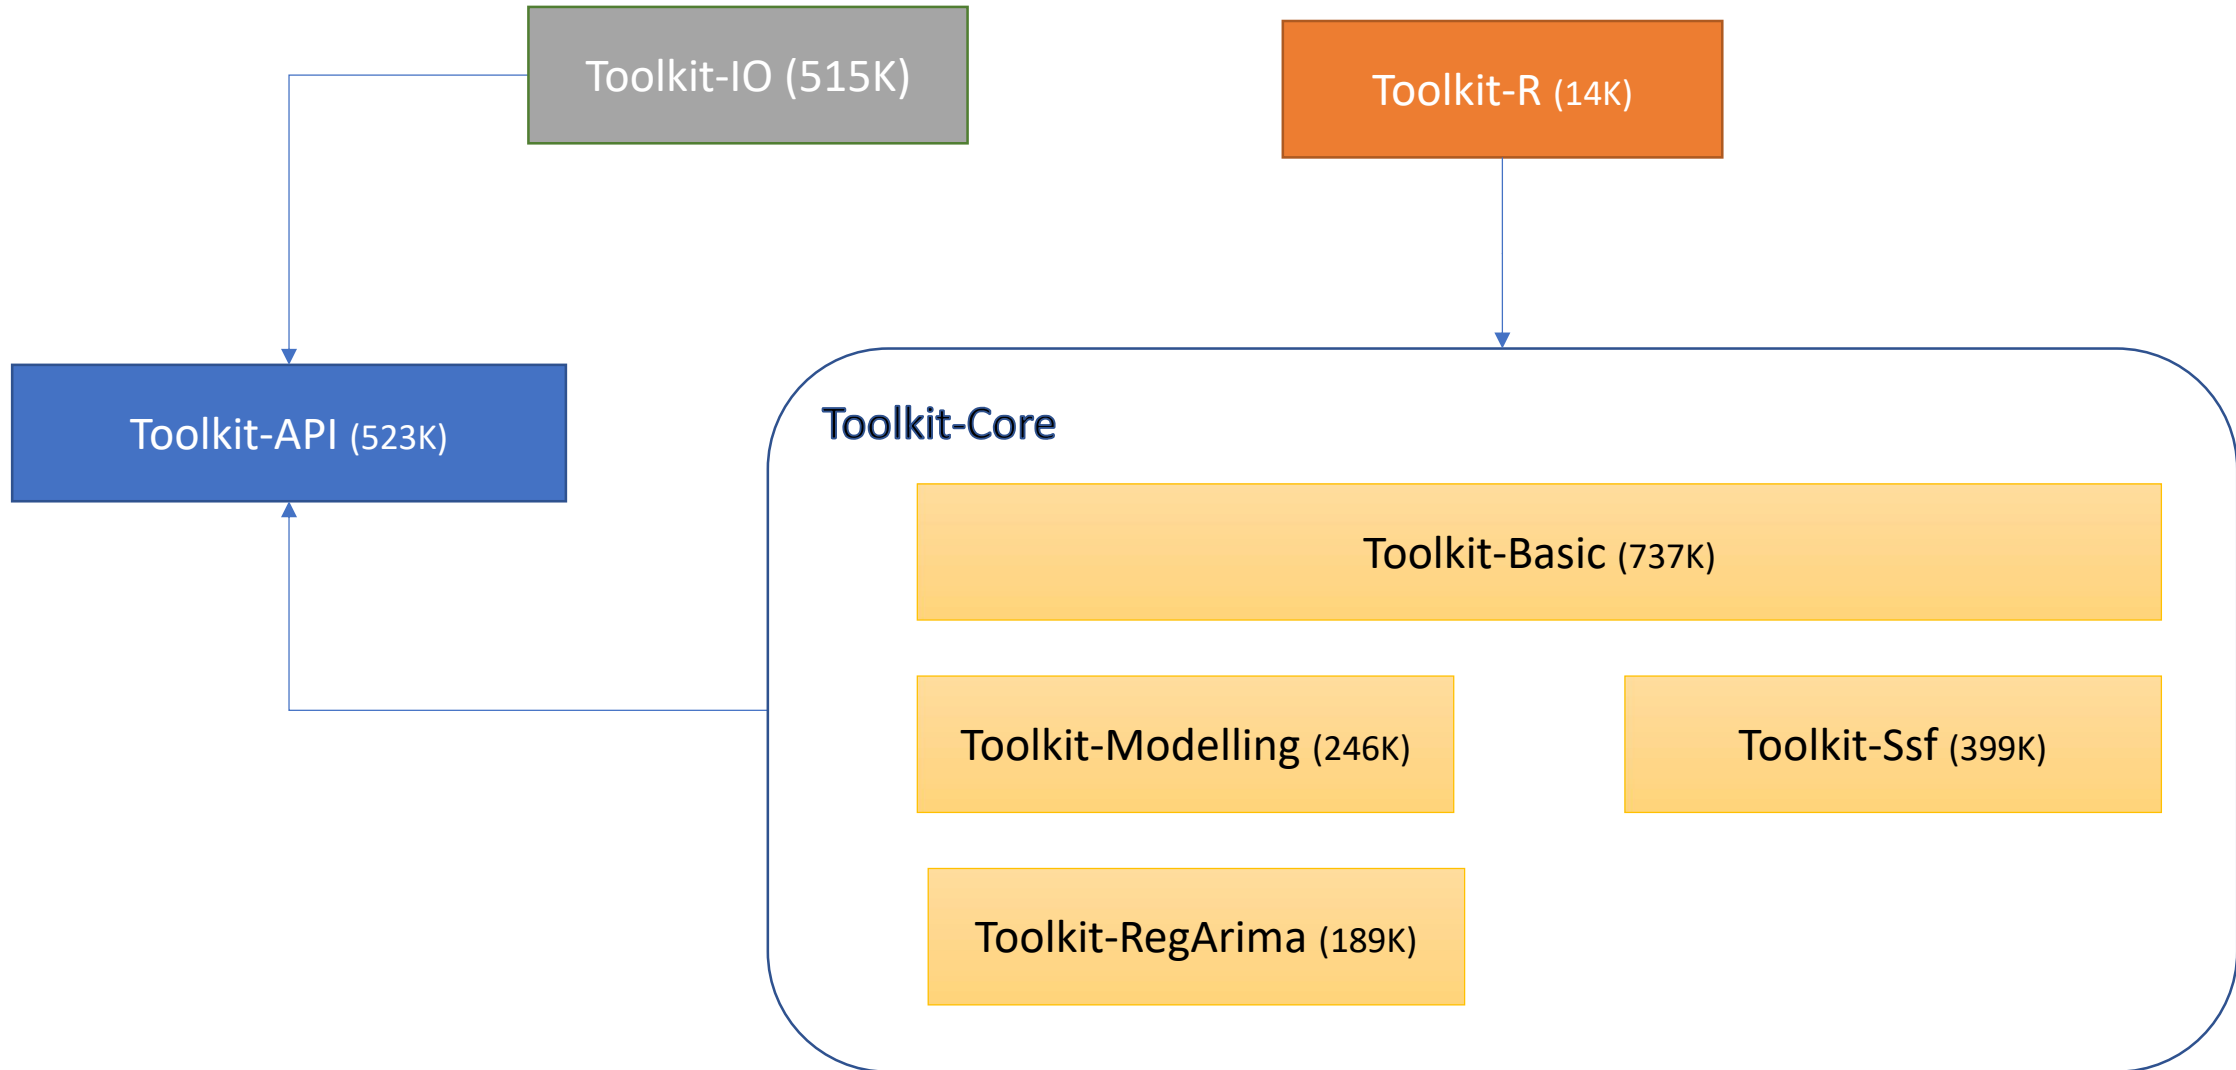 Toolkit-IO (515K)
Toolkit-R (14K)
Toolkit-API (523K)
Toolkit-Core
Toolkit-Basic (737K)
Toolkit-Modelling (246K)
Toolkit-Ssf (399K)
Toolkit-RegArima (189K)